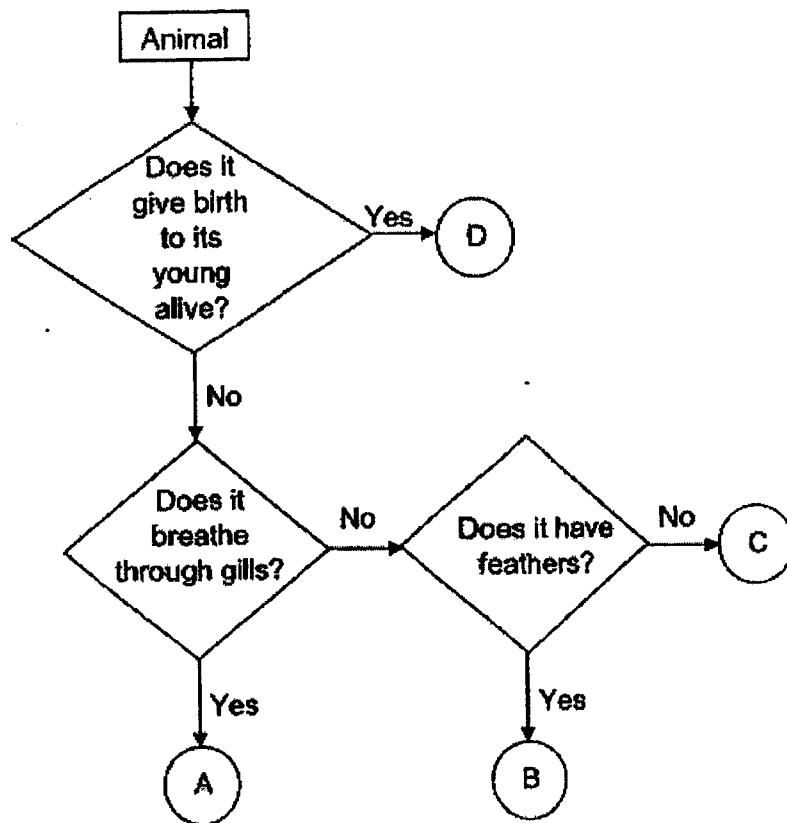 Animal
Does it
give birth
to its
young
alive?
Yes
D
No
Does it
breathe
through gills?
No
Does it have
feathers?
No
C
Yes
A
Yes
B